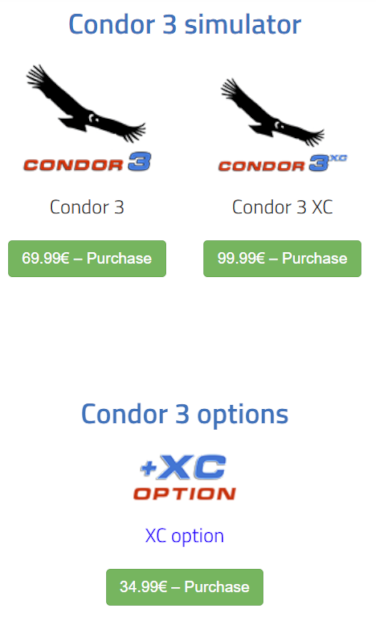 Condor 3 simulator
CONDOR 3 CONDOR 3 XC
Condor 3 Condor 3 XC
69.99€ – Purchase 99.99€ – Purchase
Condor 3 options
+XC
OPTION
XC option
34.99€ – Purchase